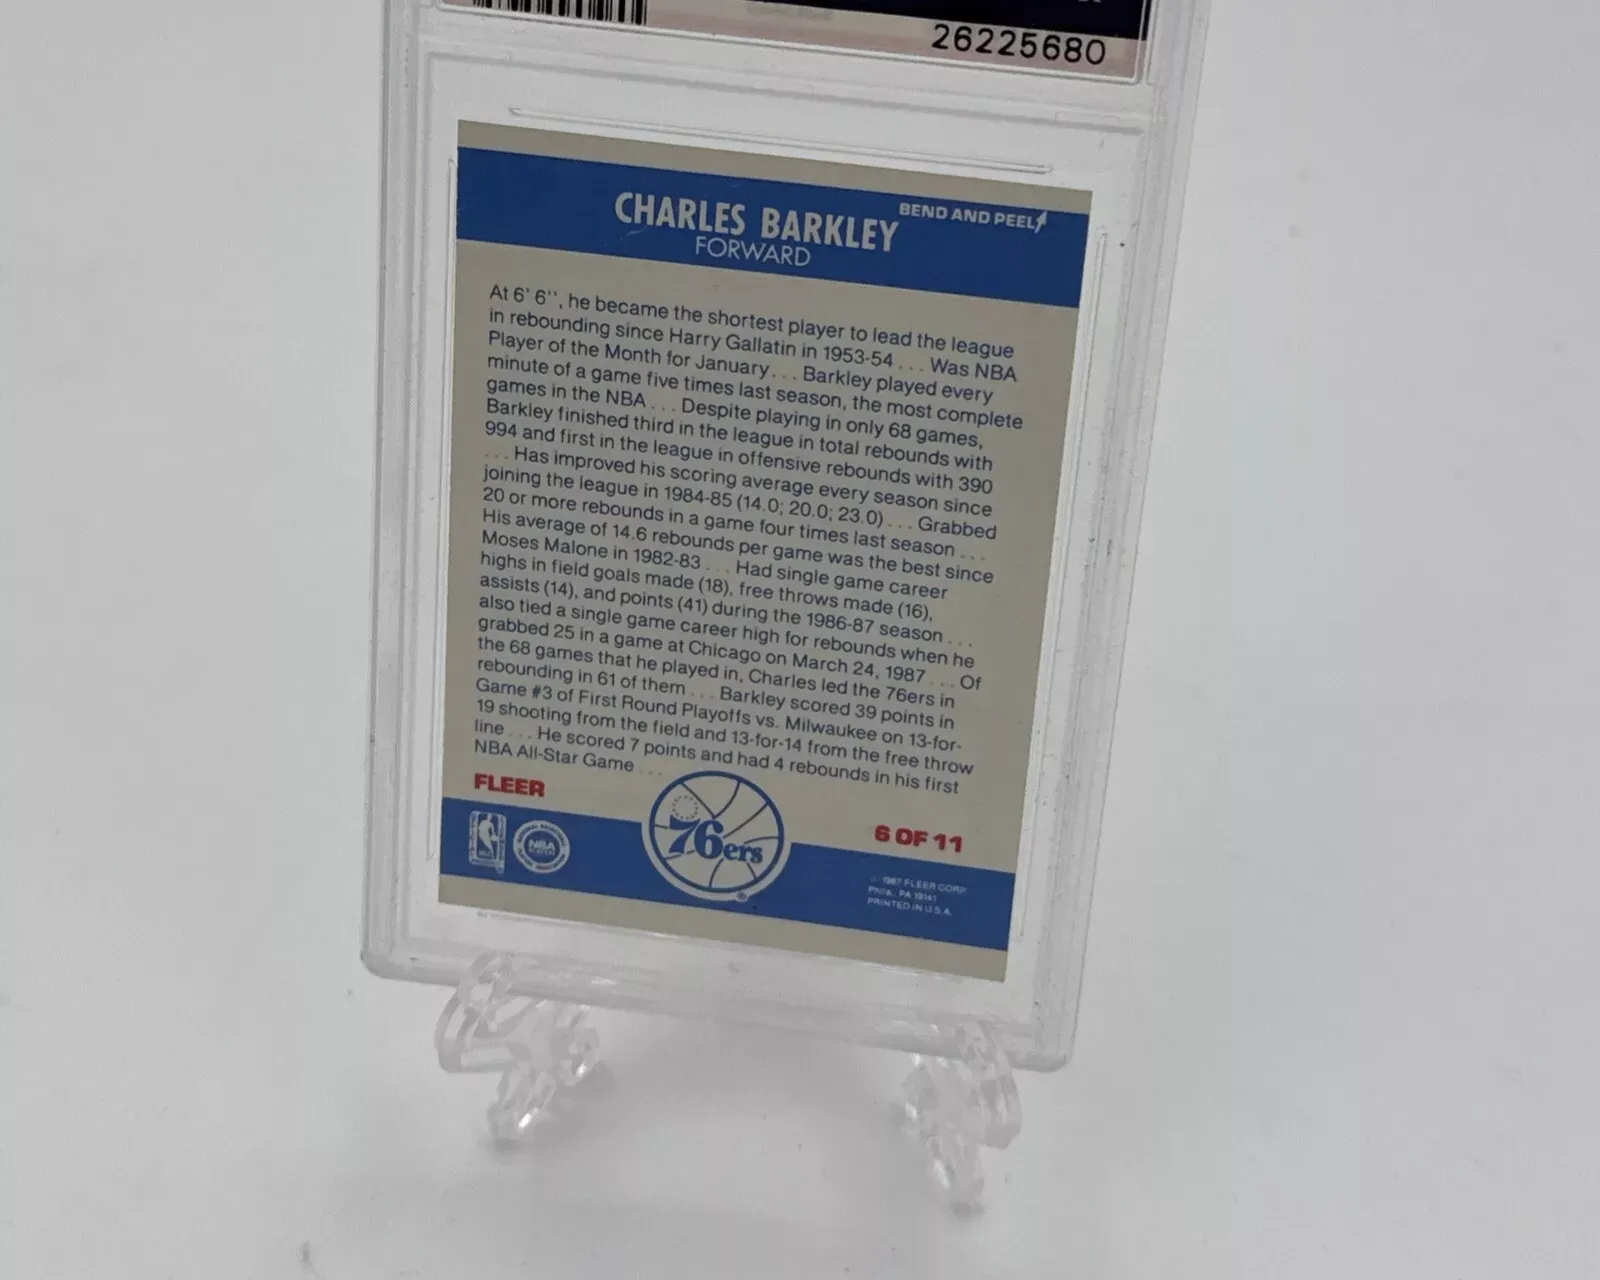 26225680
CHARLES BARKLEY
BEND AND PEEL
FORWARD
At 6' 6'', he became the shortest player to lead the league
in rebounding since Harry Gallatin in 1953-54 . . . Was NBA
Player of the Month for January . . . Barkley played every
minute of a game five times last season, the most complete
games in the NBA . . . Despite playing in only 68 games,
Barkley finished third in the league in total rebounds with
994 and first in the league in offensive rebounds with 390
. . . Has improved his scoring average every season since
joining the league in 1984-85 (14.0; 20.0; 23.0) . . . Grabbed
20 or more rebounds in a game four times last season . . .
His average of 14.6 rebounds per game was the best since
Moses Malone in 1982-83 . . . Had single game career
highs in field goals made (18), free throws made (16),
assists (14), and points (41) during the 1986-87 season . . .
also tied a single game career high for rebounds when he
grabbed 25 in a game at Chicago on March 24, 1987 . . . Of
the 68 games that he played in, Charles led the 76ers in
rebounding in 61 of them . . . Barkley scored 39 points in
Game #3 of First Round Playoffs vs. Milwaukee on 13-for-
19 shooting from the field and 13-for-14 from the free throw
line . . . He scored 7 points and had 4 rebounds in his first
NBA All-Star Game . . .
FLEER
6 OF 11
NBA
76ers
®
© 1987 FLEER CORP.
PHILA., PA 19141
PRINTED IN U.S.A.